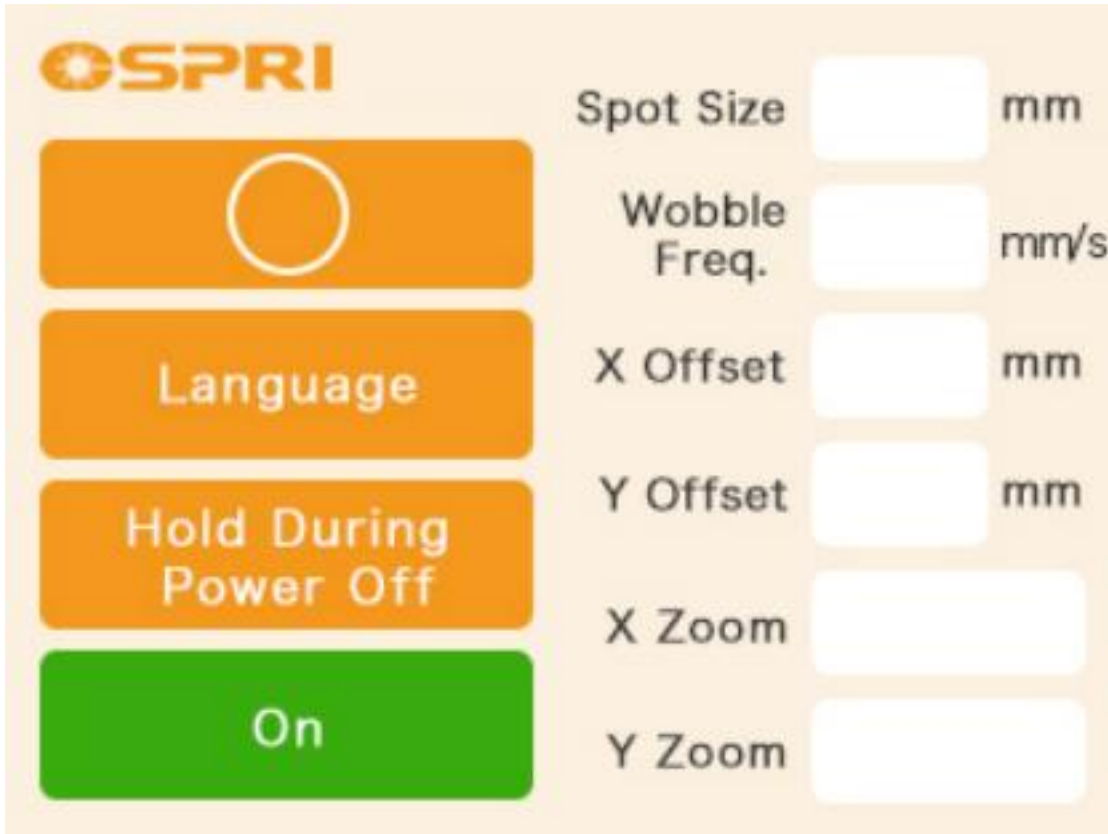 OSPRI
Language
Hold During
Power Off
On
Spot Size mm
Wobble
Freq. mm/s
X Offset mm
Y Offset mm
X Zoom
Y Zoom